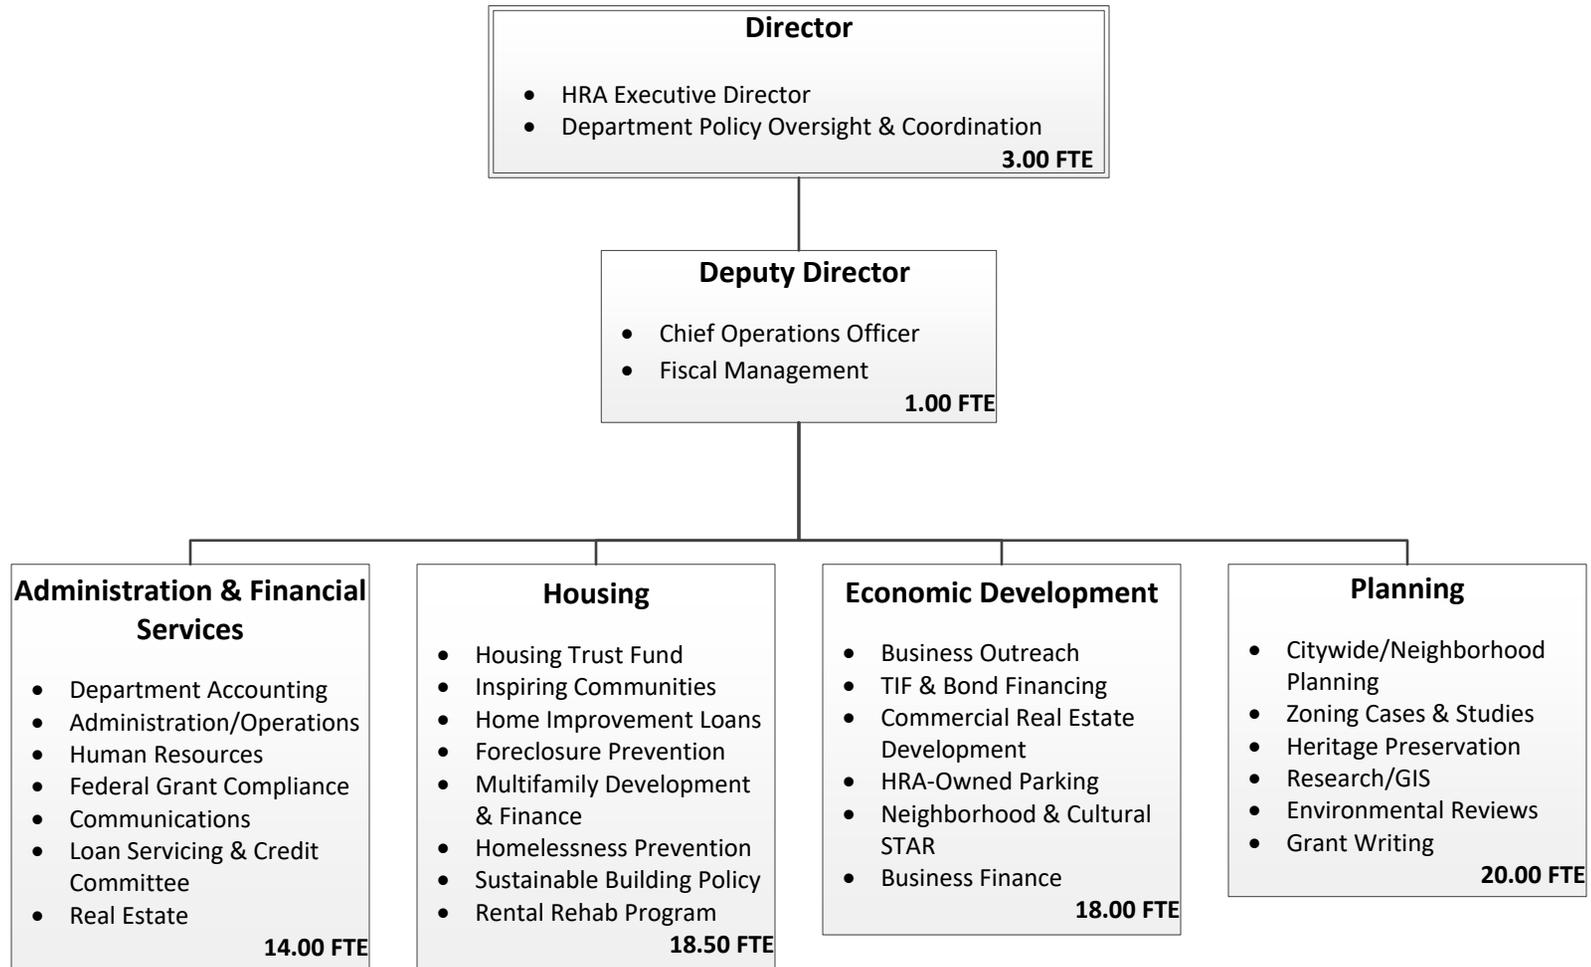 Director
• HRA Executive Director
• Department Policy Oversight & Coordination
3.00 FTE
Deputy Director
• Chief Operations Officer
• Fiscal Management
1.00 FTE
Administration & Financial
Services
• Department Accounting
• Administration/Operations
• Human Resources
• Federal Grant Compliance
• Communications
• Loan Servicing & Credit
Committee
• Real Estate
14.00 FTE
Housing
• Housing Trust Fund
• Inspiring Communities
• Home Improvement Loans
• Foreclosure Prevention
• Multifamily Development
& Finance
• Homelessness Prevention
• Sustainable Building Policy
• Rental Rehab Program
18.50 FTE
Economic Development
• Business Outreach
• TIF & Bond Financing
• Commercial Real Estate
Development
• HRA-Owned Parking
• Neighborhood & Cultural
STAR
• Business Finance
18.00 FTE
Planning
• Citywide/Neighborhood
Planning
• Zoning Cases & Studies
• Heritage Preservation
• Research/GIS
• Environmental Reviews
• Grant Writing
20.00 FTE